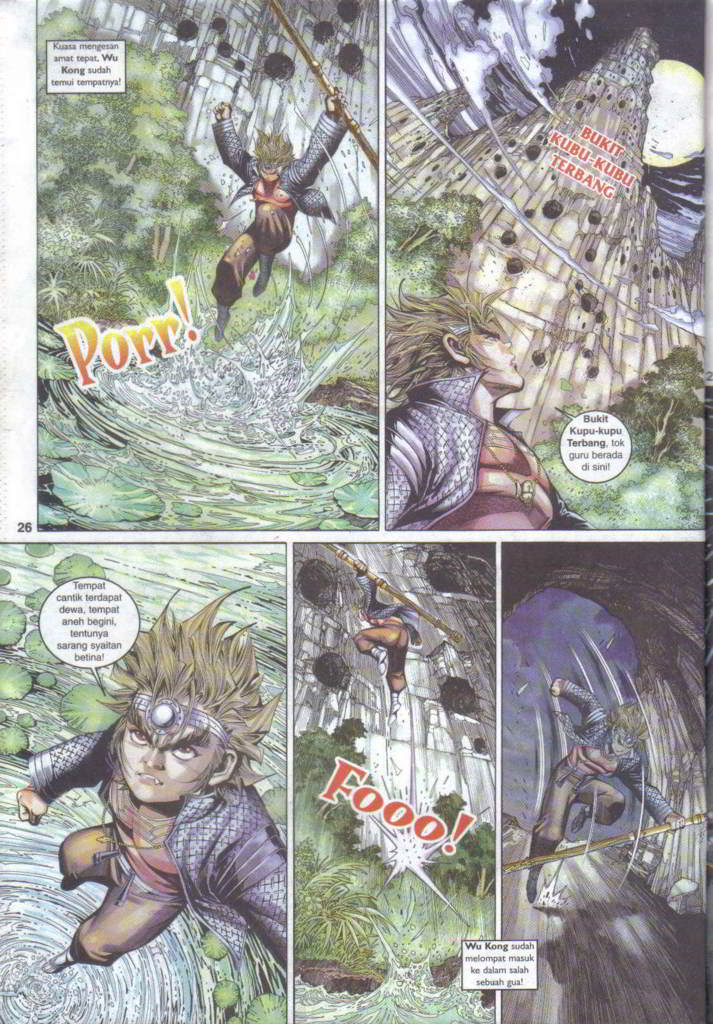 Kuasa mengesan
amat tepat, Wu
Kong sudah
temui tempatnya!
Porr!
BUKIT
KUBU-KUBU
TERBANG
Bukit
Kupu-kupu
Terbang, tok
guru berada
di sini!
26
Tempat
cantik terdapat
dewa, tempat
aneh begini,
tentunya
sarang syaitan
betina!
Fooo!
Wu Kong sudah
melompat masuk
ke dalam salah
sebuah gua!